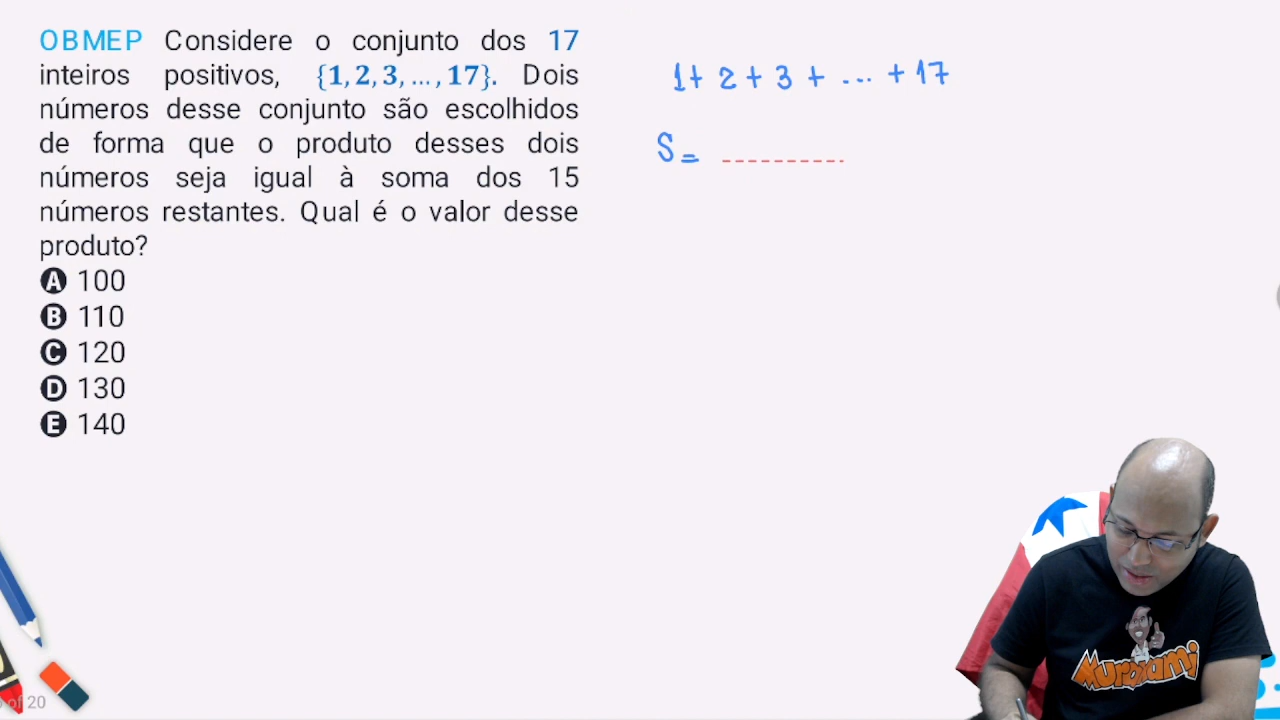 OBMEP Considere o conjunto dos 17
inteiros positivos, {1, 2, 3, ..., 17}. Dois
números desse conjunto são escolhidos
de forma que o produto desses dois
números seja igual à soma dos 15
números restantes. Qual é o valor desse
produto?
A 100
B 110
C 120
D 130
E 140
1 + 2 + 3 + ... + 17
S =
Murakami
of 20